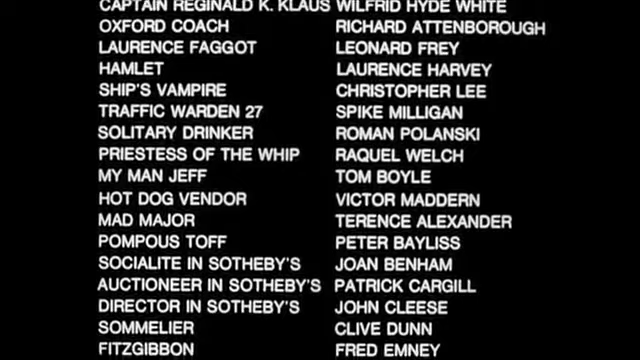 CAPTAIN REGINALD K. KLAUS WILFRID HYDE WHITE
OXFORD COACH RICHARD ATTENBOROUGH
LAURENCE FAGGOT LEONARD FREY
HAMLET LAURENCE HARVEY
SHIP'S VAMPIRE CHRISTOPHER LEE
TRAFFIC WARDEN 27 SPIKE MILLIGAN
SOLITARY DRINKER ROMAN POLANSKI
PRIESTESS OF THE WHIP RAQUEL WELCH
MY MAN JEFF TOM BOYLE
HOT DOG VENDOR VICTOR MADDERN
MAD MAJOR TERENCE ALEXANDER
POMPOUS TOFF PETER BAYLISS
SOCIALITE IN SOTHEBY'S JOAN BENHAM
AUCTIONEER IN SOTHEBY'S PATRICK CARGILL
DIRECTOR IN SOTHEBY'S JOHN CLEESE
SOMMELIER CLIVE DUNN
FITZGIBBON FRED EMNEY